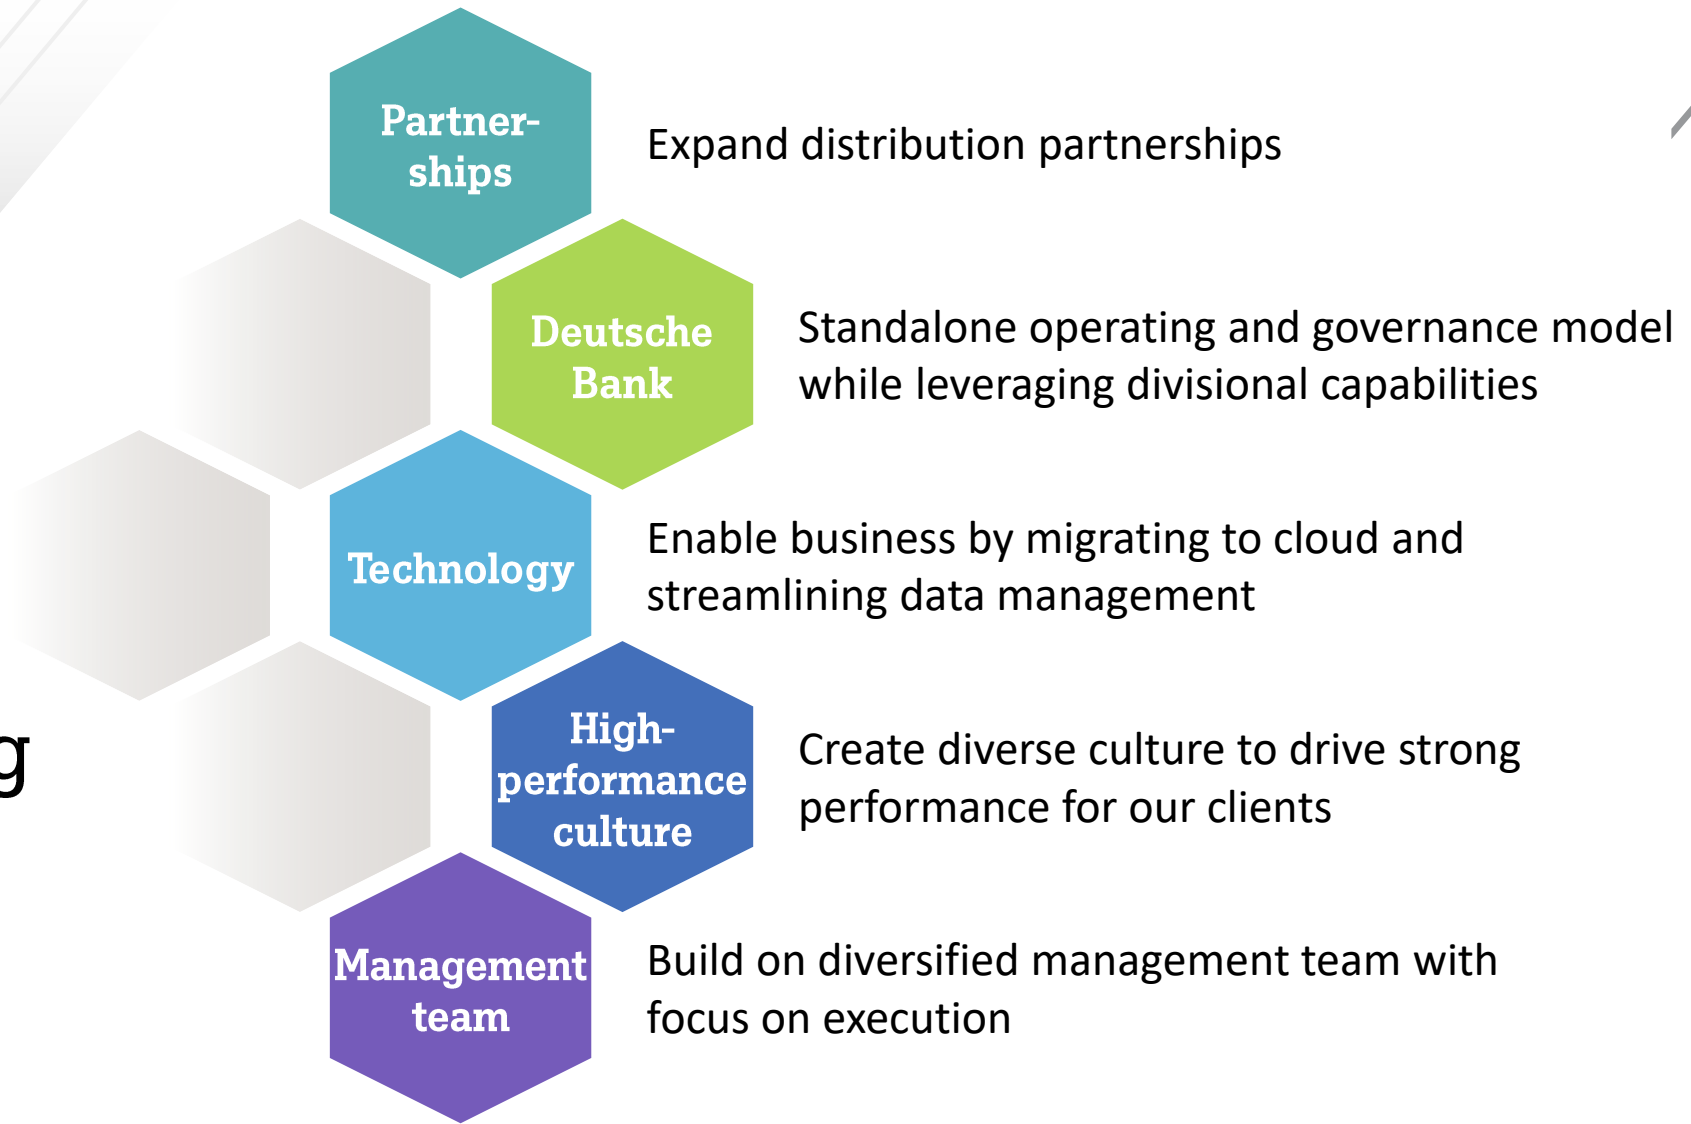 Partner-
ships
Expand distribution partnerships
Deutsche
Bank
Standalone operating and governance model
while leveraging divisional capabilities
Technology
Enable business by migrating to cloud and
streamlining data management
g
High-
performance
culture
Create diverse culture to drive strong
performance for our clients
Management
team
Build on diversified management team with
focus on execution